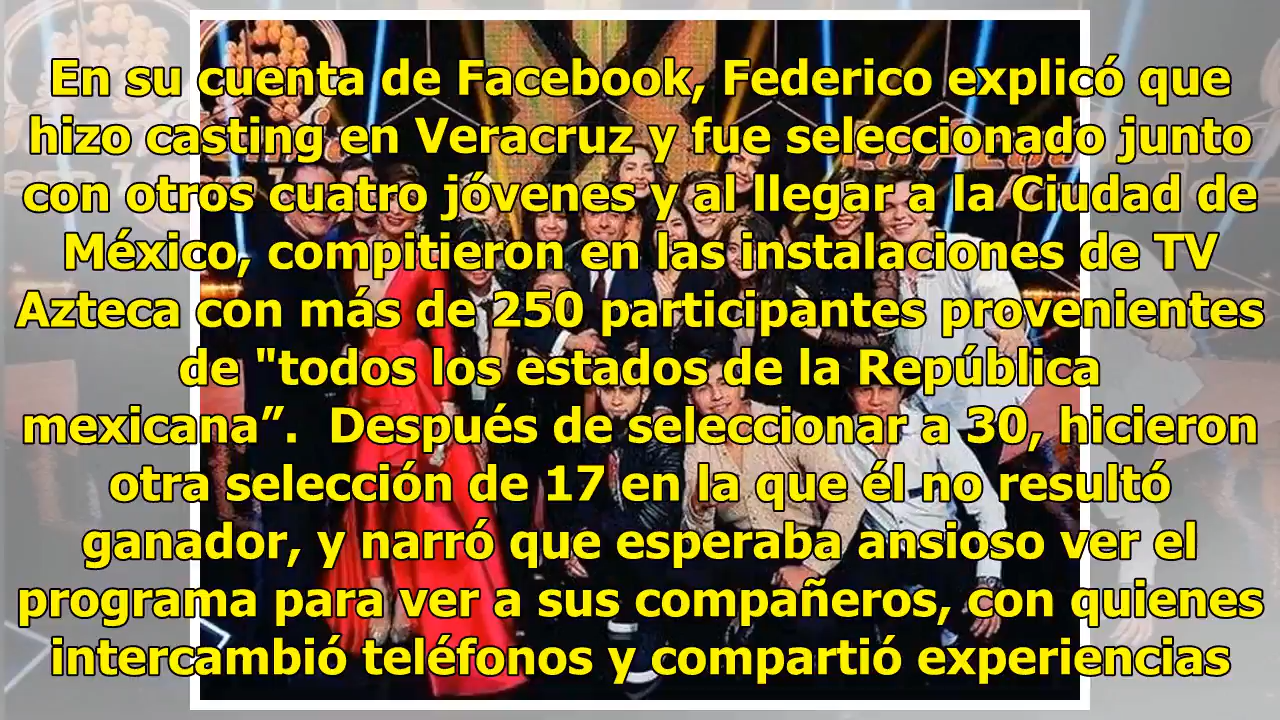 En su cuenta de Facebook, Federico explicó que
hizo casting en Veracruz y fue seleccionado junto
con otros cuatro jóvenes y al llegar a la Ciudad de
México, compitieron en las instalaciones de TV
Azteca con más de 250 participantes provenientes
de "todos los estados de la República
mexicana”.  Después de seleccionar a 30, hicieron
otra selección de 17 en la que él no resultó
ganador, y narró que esperaba ansioso ver el
programa para ver a sus compañeros, con quienes
intercambió teléfonos y compartió experiencias